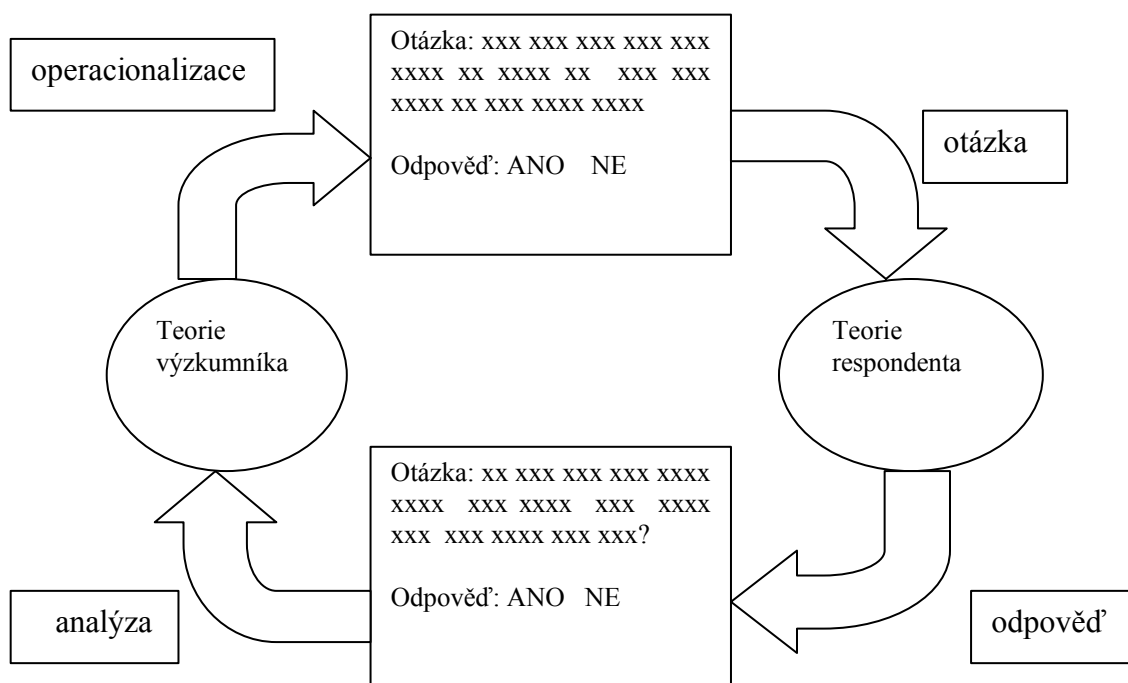 operacionalizace
Otázka: xxx xxx xxx xxx xxx
xxxx xx xxxx xx xxx xxx
xxxx xx xxx xxxx xxxx
Odpověď: ANO NE
otázka
Teorie
výzkumníka
Teorie
respondenta
Otázka: xx xxx xxx xxx xxxx
xxxx xxx xxxx xxx xxxx
xxx xxx xxxx xxx xxx?
Odpověď: ANO NE
analýza
odpověď